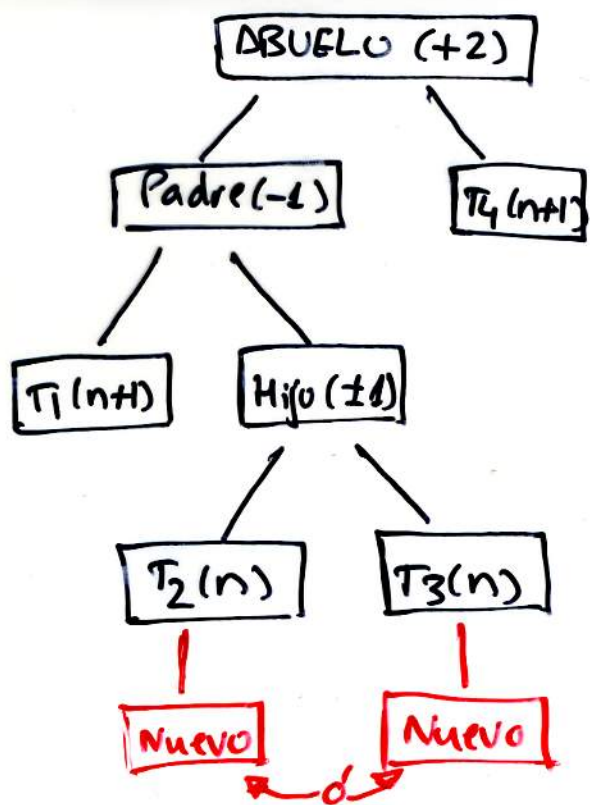 ABUELO (+2)
Padre (-1)
T4 (n+1)
T1 (n+1)
Hijo (±1)
T2 (n)
T3 (n)
Nuevo
Nuevo
ó